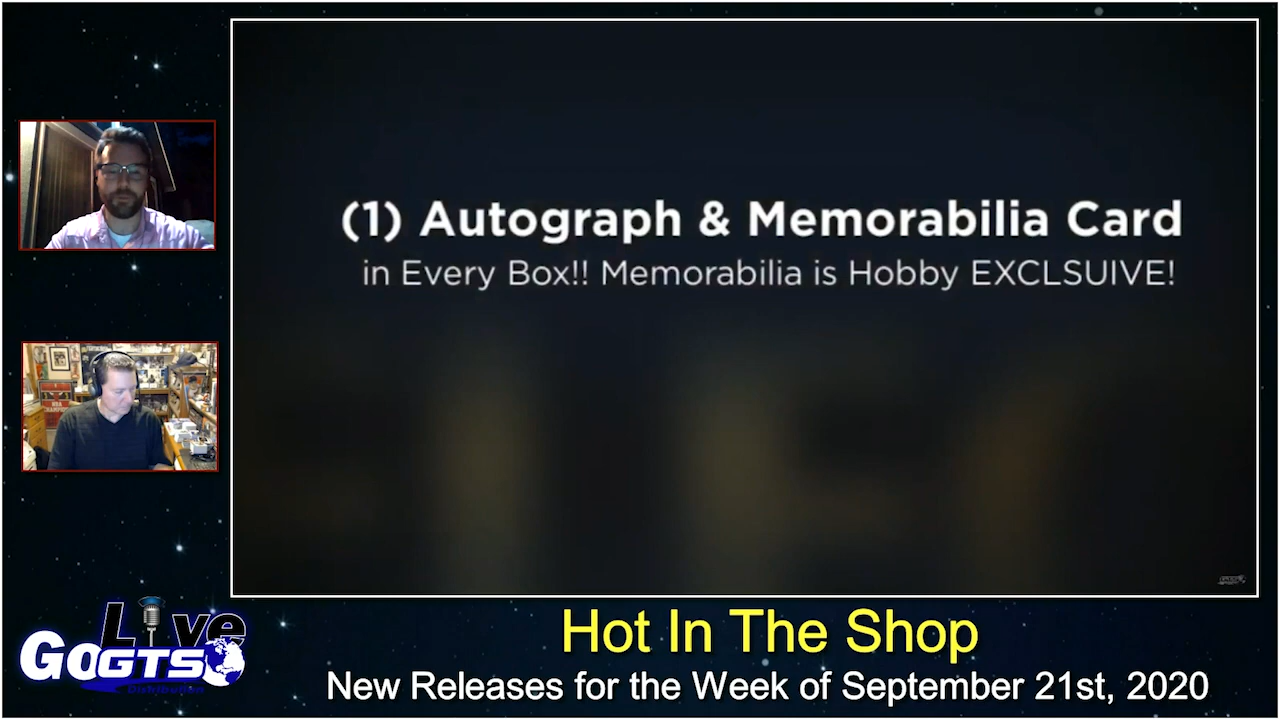 (1) Autograph & Memorabilia Card
in Every Box!! Memorabilia is Hobby EXCLSUIVE!
Hot In The Shop
New Releases for the Week of September 21st, 2020
Live
GOGTS
Distribution